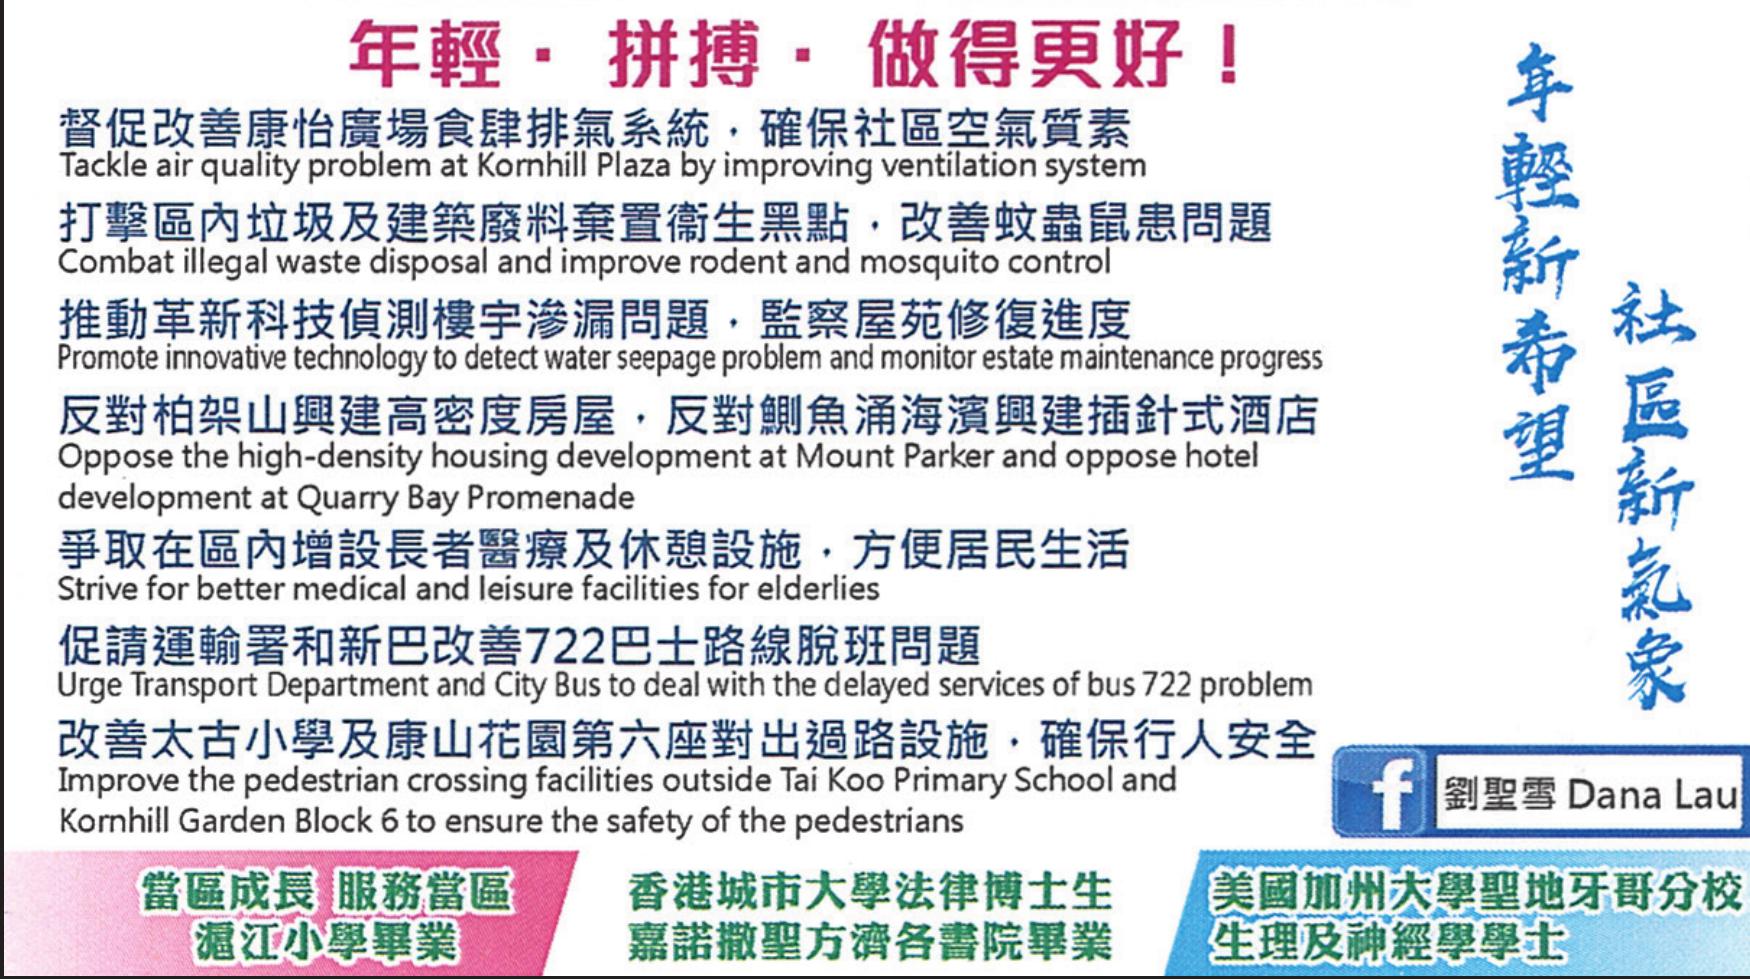 年輕‧拼搏‧做得更好！
督促改善康怡廣場食肆排氣系統，確保社區空氣質素
Tackle air quality problem at Kornhill Plaza by improving ventilation system
打擊區內垃圾及建築廢料棄置衞生黑點，改善蚊蟲鼠患問題
Combat illegal waste disposal and improve rodent and mosquito control
推動革新科技偵測樓宇滲漏問題，監察屋苑修復進度
Promote innovative technology to detect water seepage problem and monitor estate maintenance progress
反對柏架山興建高密度房屋，反對鰂魚涌海濱興建插針式酒店
Oppose the high-density housing development at Mount Parker and oppose hotel
development at Quarry Bay Promenade
爭取在區內增設長者醫療及休憩設施，方便居民生活
Strive for better medical and leisure facilities for elderlies
促請運輸署和新巴改善722巴士路線脫班問題
Urge Transport Department and City Bus to deal with the delayed services of bus 722 problem
改善太古小學及康山花園第六座對出過路設施，確保行人安全
Improve the pedestrian crossing facilities outside Tai Koo Primary School and
Kornhill Garden Block 6 to ensure the safety of the pedestrians
年輕新希望
社區新氣象
f 劉聖雪 Dana Lau
當區成長 服務當區
滬江小學畢業
香港城市大學法律博士生
嘉諾撒聖方濟各書院畢業
美國加州大學聖地牙哥分校
生理及神經學學士